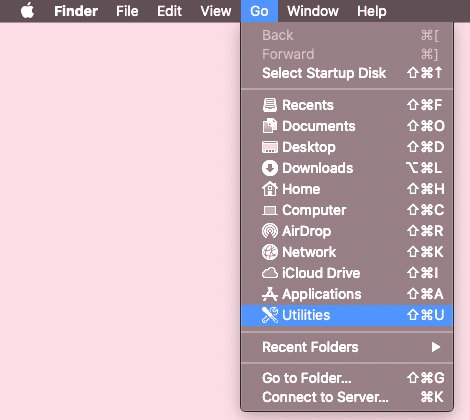 Finder File Edit View Go Window Help
Back ⌘[
Forward ⌘]
Select Startup Disk ⇧⌘↑
Recents ⇧⌘F
Documents ⇧⌘O
Desktop ⇧⌘D
Downloads ⌥⌘L
Home ⇧⌘H
Computer ⇧⌘C
AirDrop ⇧⌘R
Network ⇧⌘K
iCloud Drive ⇧⌘I
Applications ⇧⌘A
Utilities ⇧⌘U
Recent Folders ▶
Go to Folder... ⇧⌘G
Connect to Server... ⌘K